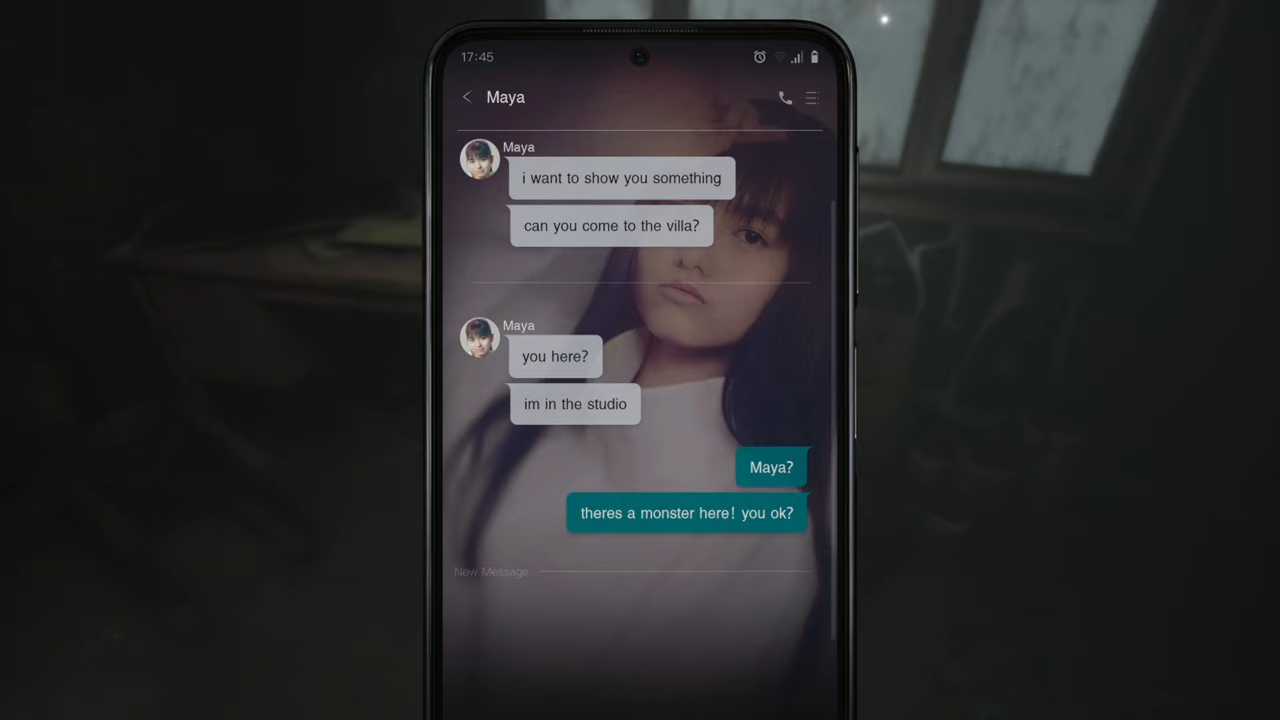 17:45
Maya
Maya
i want to show you something
can you come to the villa?
Maya
you here?
im in the studio
Maya?
theres a monster here! you ok?
New Message